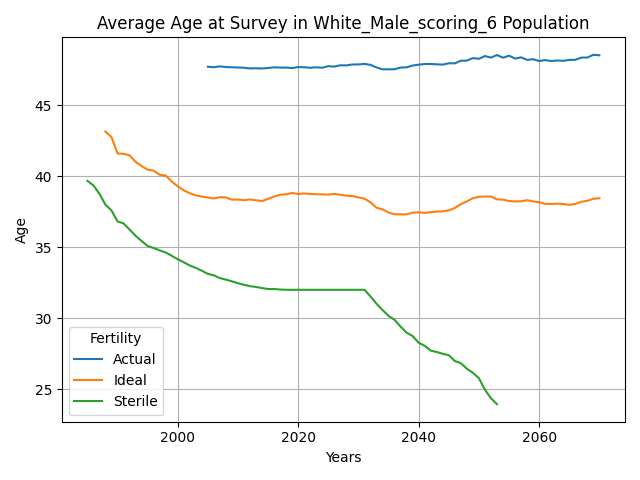 Average Age at Survey in White_Male_scoring_6 Population
Age
45
40
35
30
25
Fertility
Actual
Ideal
Sterile
2000
2020
2040
2060
Years